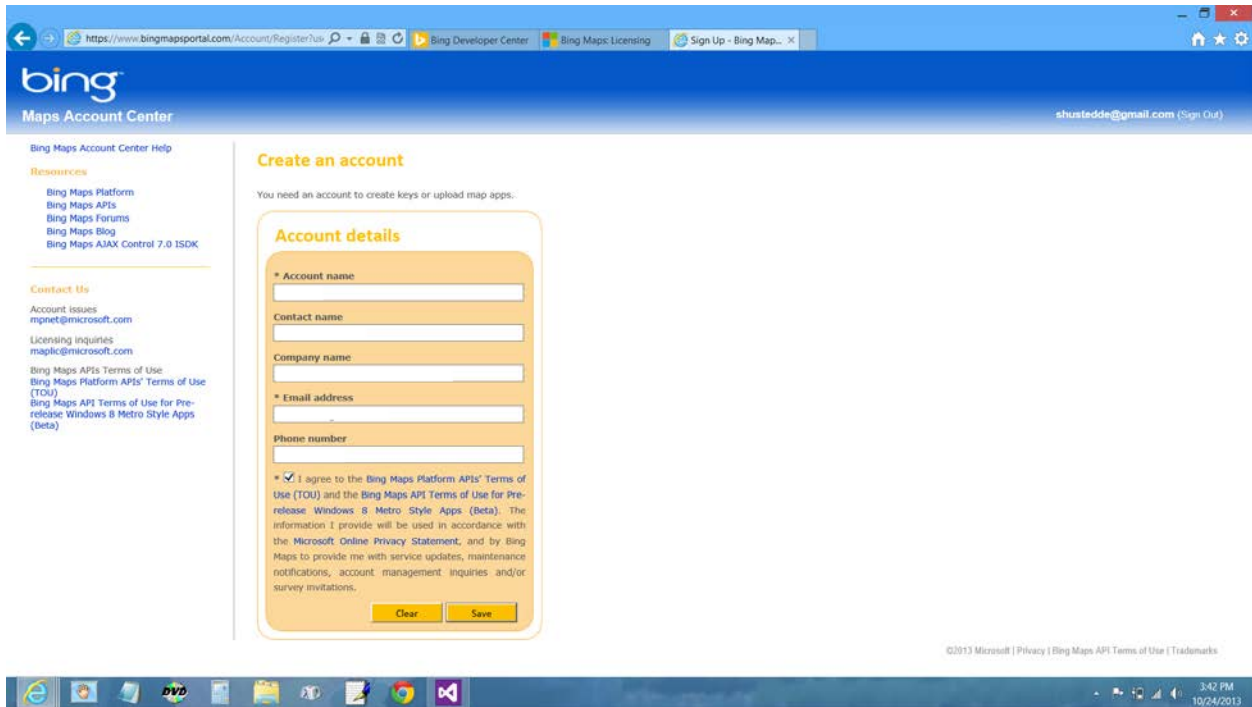 https://www.bingmapsportal.com/Account/Register?us
Bing Developer Center
Bing Maps: Licensing
Sign Up - Bing Map...
bing
Maps Account Center
shustedde@gmail.com (Sign Out)
Bing Maps Account Center Help
Resources
Bing Maps Platform
Bing Maps APIs
Bing Maps Forums
Bing Maps Blog
Bing Maps AJAX Control 7.0 ISDK
Contact Us
Account issues
mpnet@microsoft.com
Licensing inquiries
maplic@microsoft.com
Bing Maps APIs Terms of Use
Bing Maps Platform APIs' Terms of Use
(TOU)
Bing Maps API Terms of Use for Pre-
release Windows 8 Metro Style Apps
(Beta)
Create an account
You need an account to create keys or upload map apps.
Account details
* Account name
Contact name
Company name
* Email address
Phone number
* I agree to the Bing Maps Platform APIs' Terms of
Use (TOU) and the Bing Maps API Terms of Use for Pre-
release Windows 8 Metro Style Apps (Beta). The
information I provide will be used in accordance with
the Microsoft Online Privacy Statement, and by Bing
Maps to provide me with service updates, maintenance
notifications, account management inquiries and/or
survey invitations.
Clear
Save
©2013 Microsoft | Privacy | Bing Maps API Terms of Use | Trademarks
DVD
3:42 PM
10/24/2013